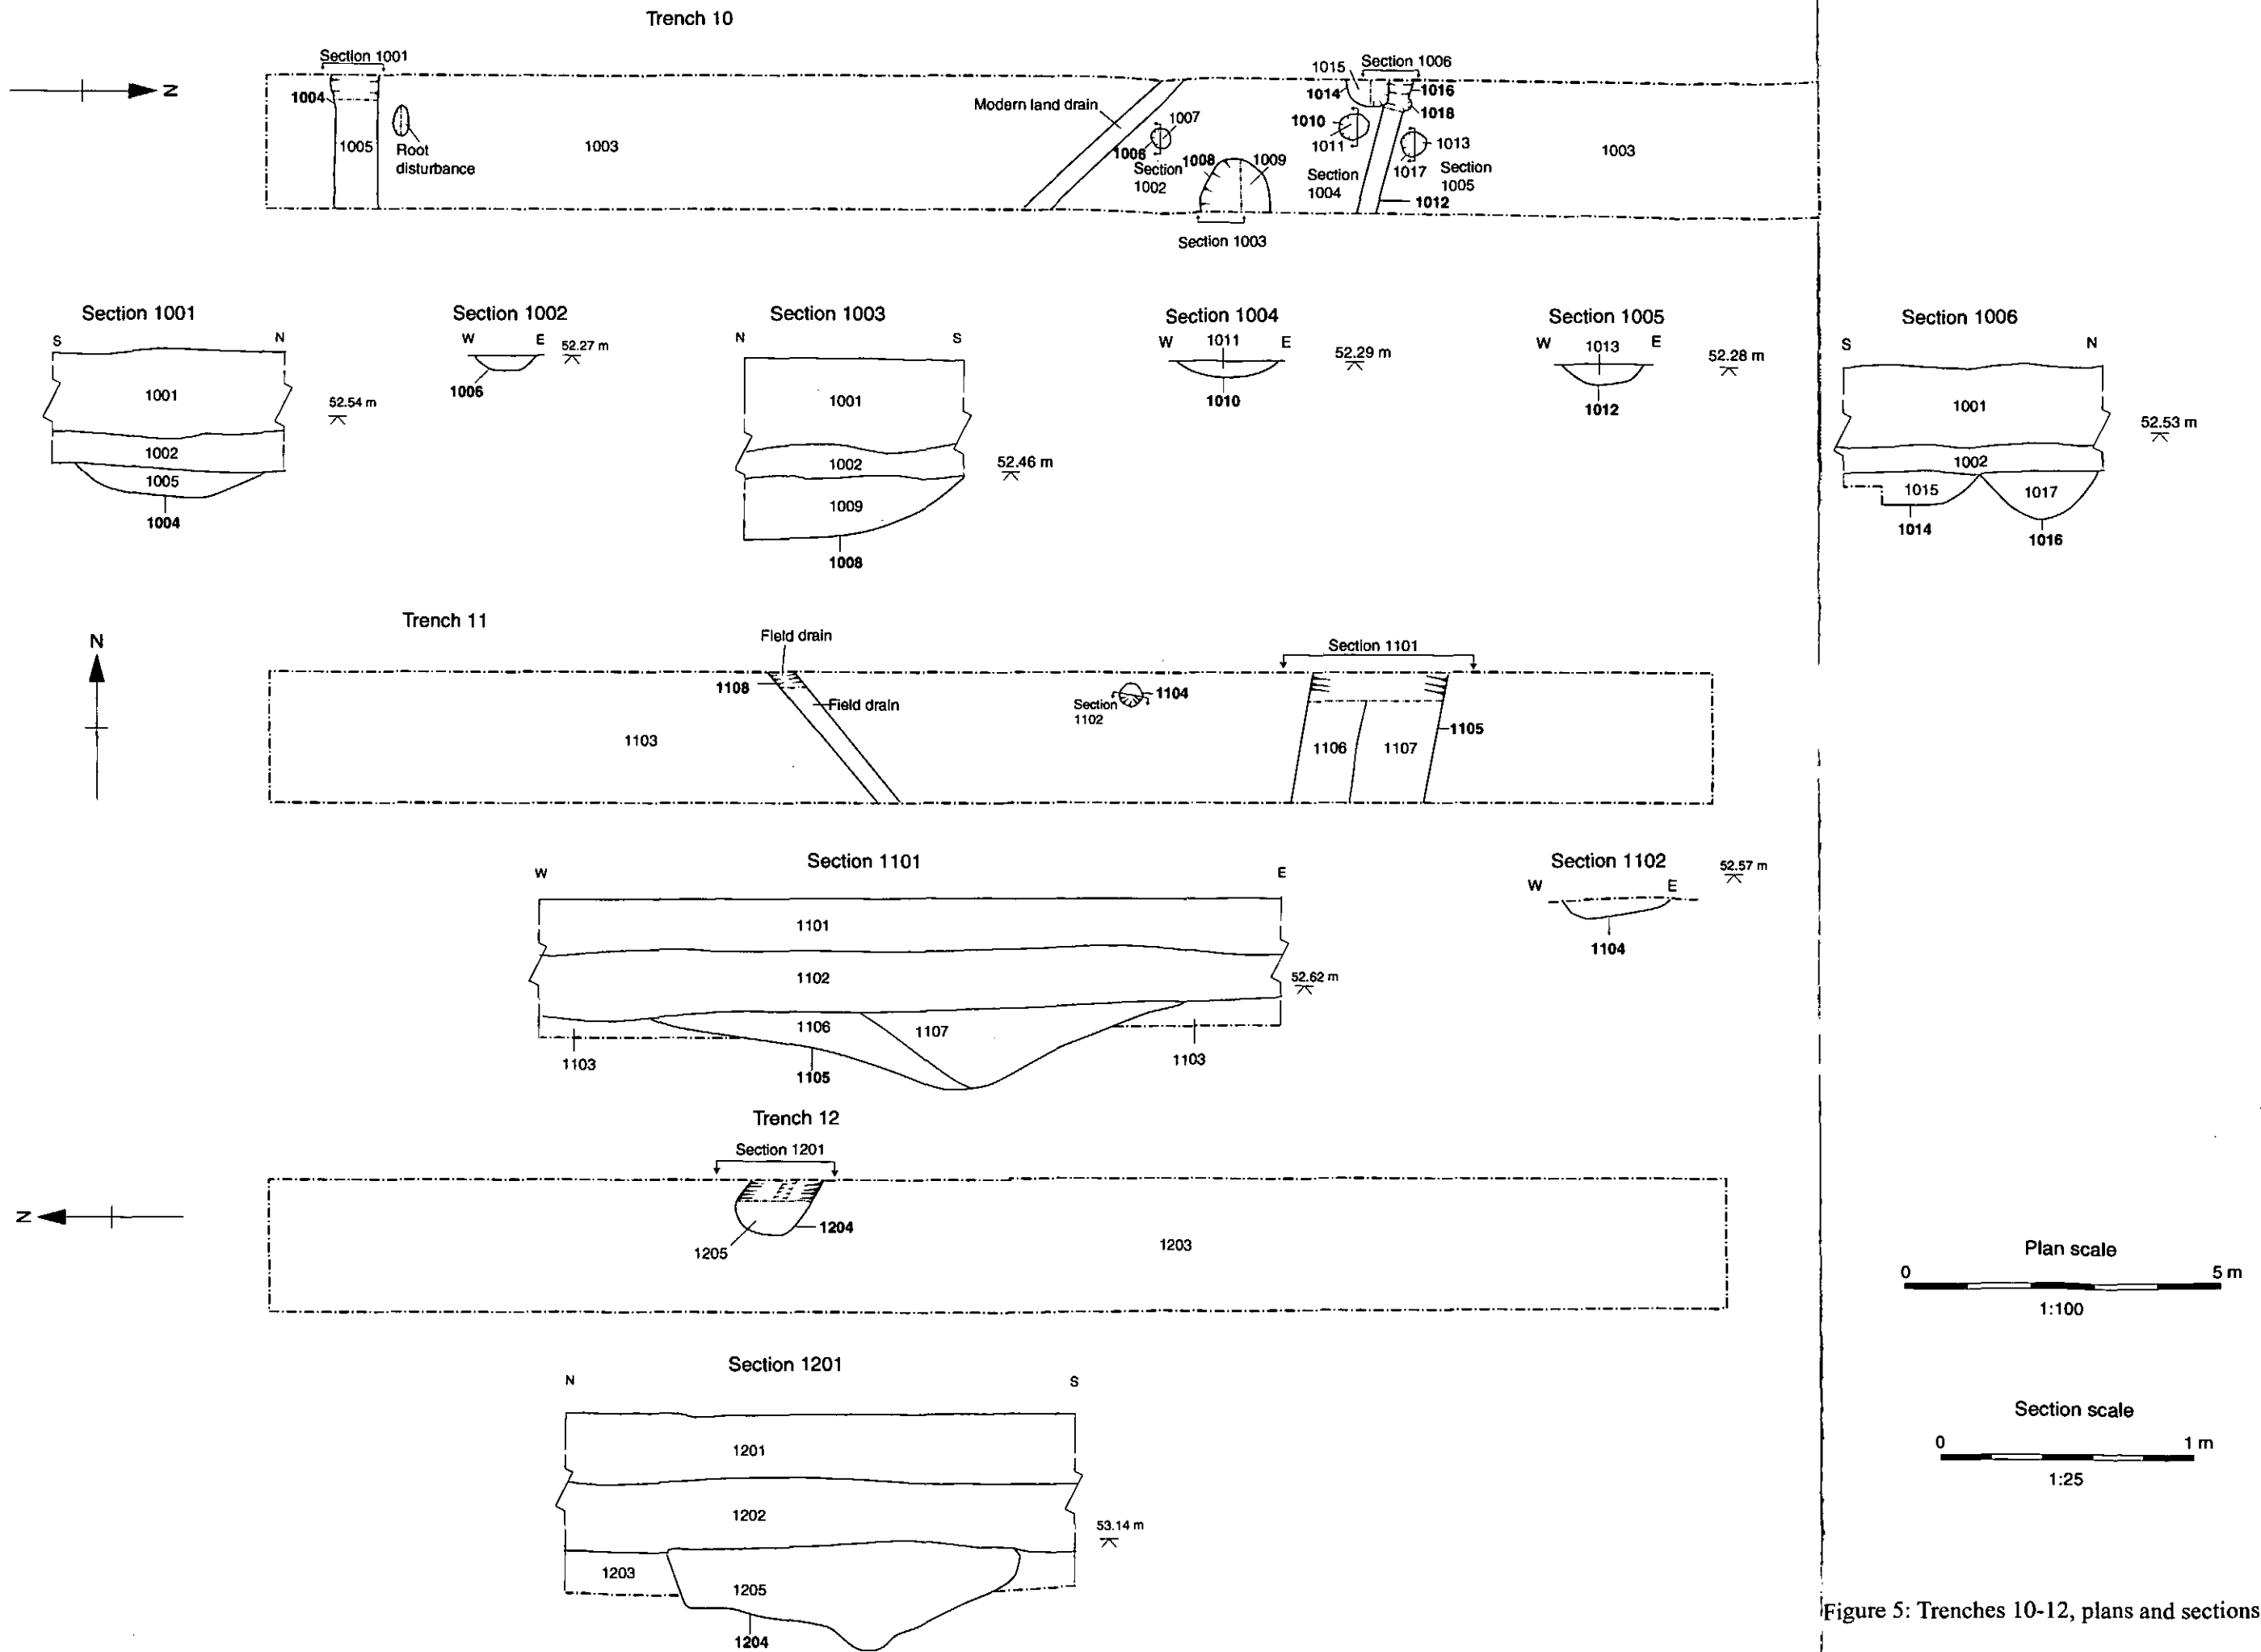 Trench 10
Section 1001
1004
1005
Root
disturbance
1003
Modern land drain
1007
1006
Section
1002
1008
1009
Section 1003
1015
Section 1006
1014
1016
1018
1010
1011
1013
1017
Section
1004
Section
1005
1012
1003
N
Section 1001
S
N
1001
1002
1005
1004
52.54 m
Section 1002
W
E
52.27 m
1006
Section 1003
N
S
1001
1002
1009
1008
52.46 m
Section 1004
W
1011
E
52.29 m
1010
Section 1005
W
1013
E
52.28 m
1012
Section 1006
S
N
1001
1002
1015
1017
1014
1016
52.53 m
Trench 11
N
Field drain
1108
Field drain
1103
1104
Section
1102
Section 1101
1105
1106
1107
Section 1101
W
E
1101
1102
52.62 m
1106
1107
1103
1105
1103
Section 1102
W
E
52.57 m
1104
Trench 12
Section 1201
N
1204
1205
1203
Plan scale
0
5 m
1:100
Section 1201
N
S
1201
1202
1203
1205
1204
53.14 m
Section scale
0
1 m
1:25
Figure 5: Trenches 10-12, plans and sections